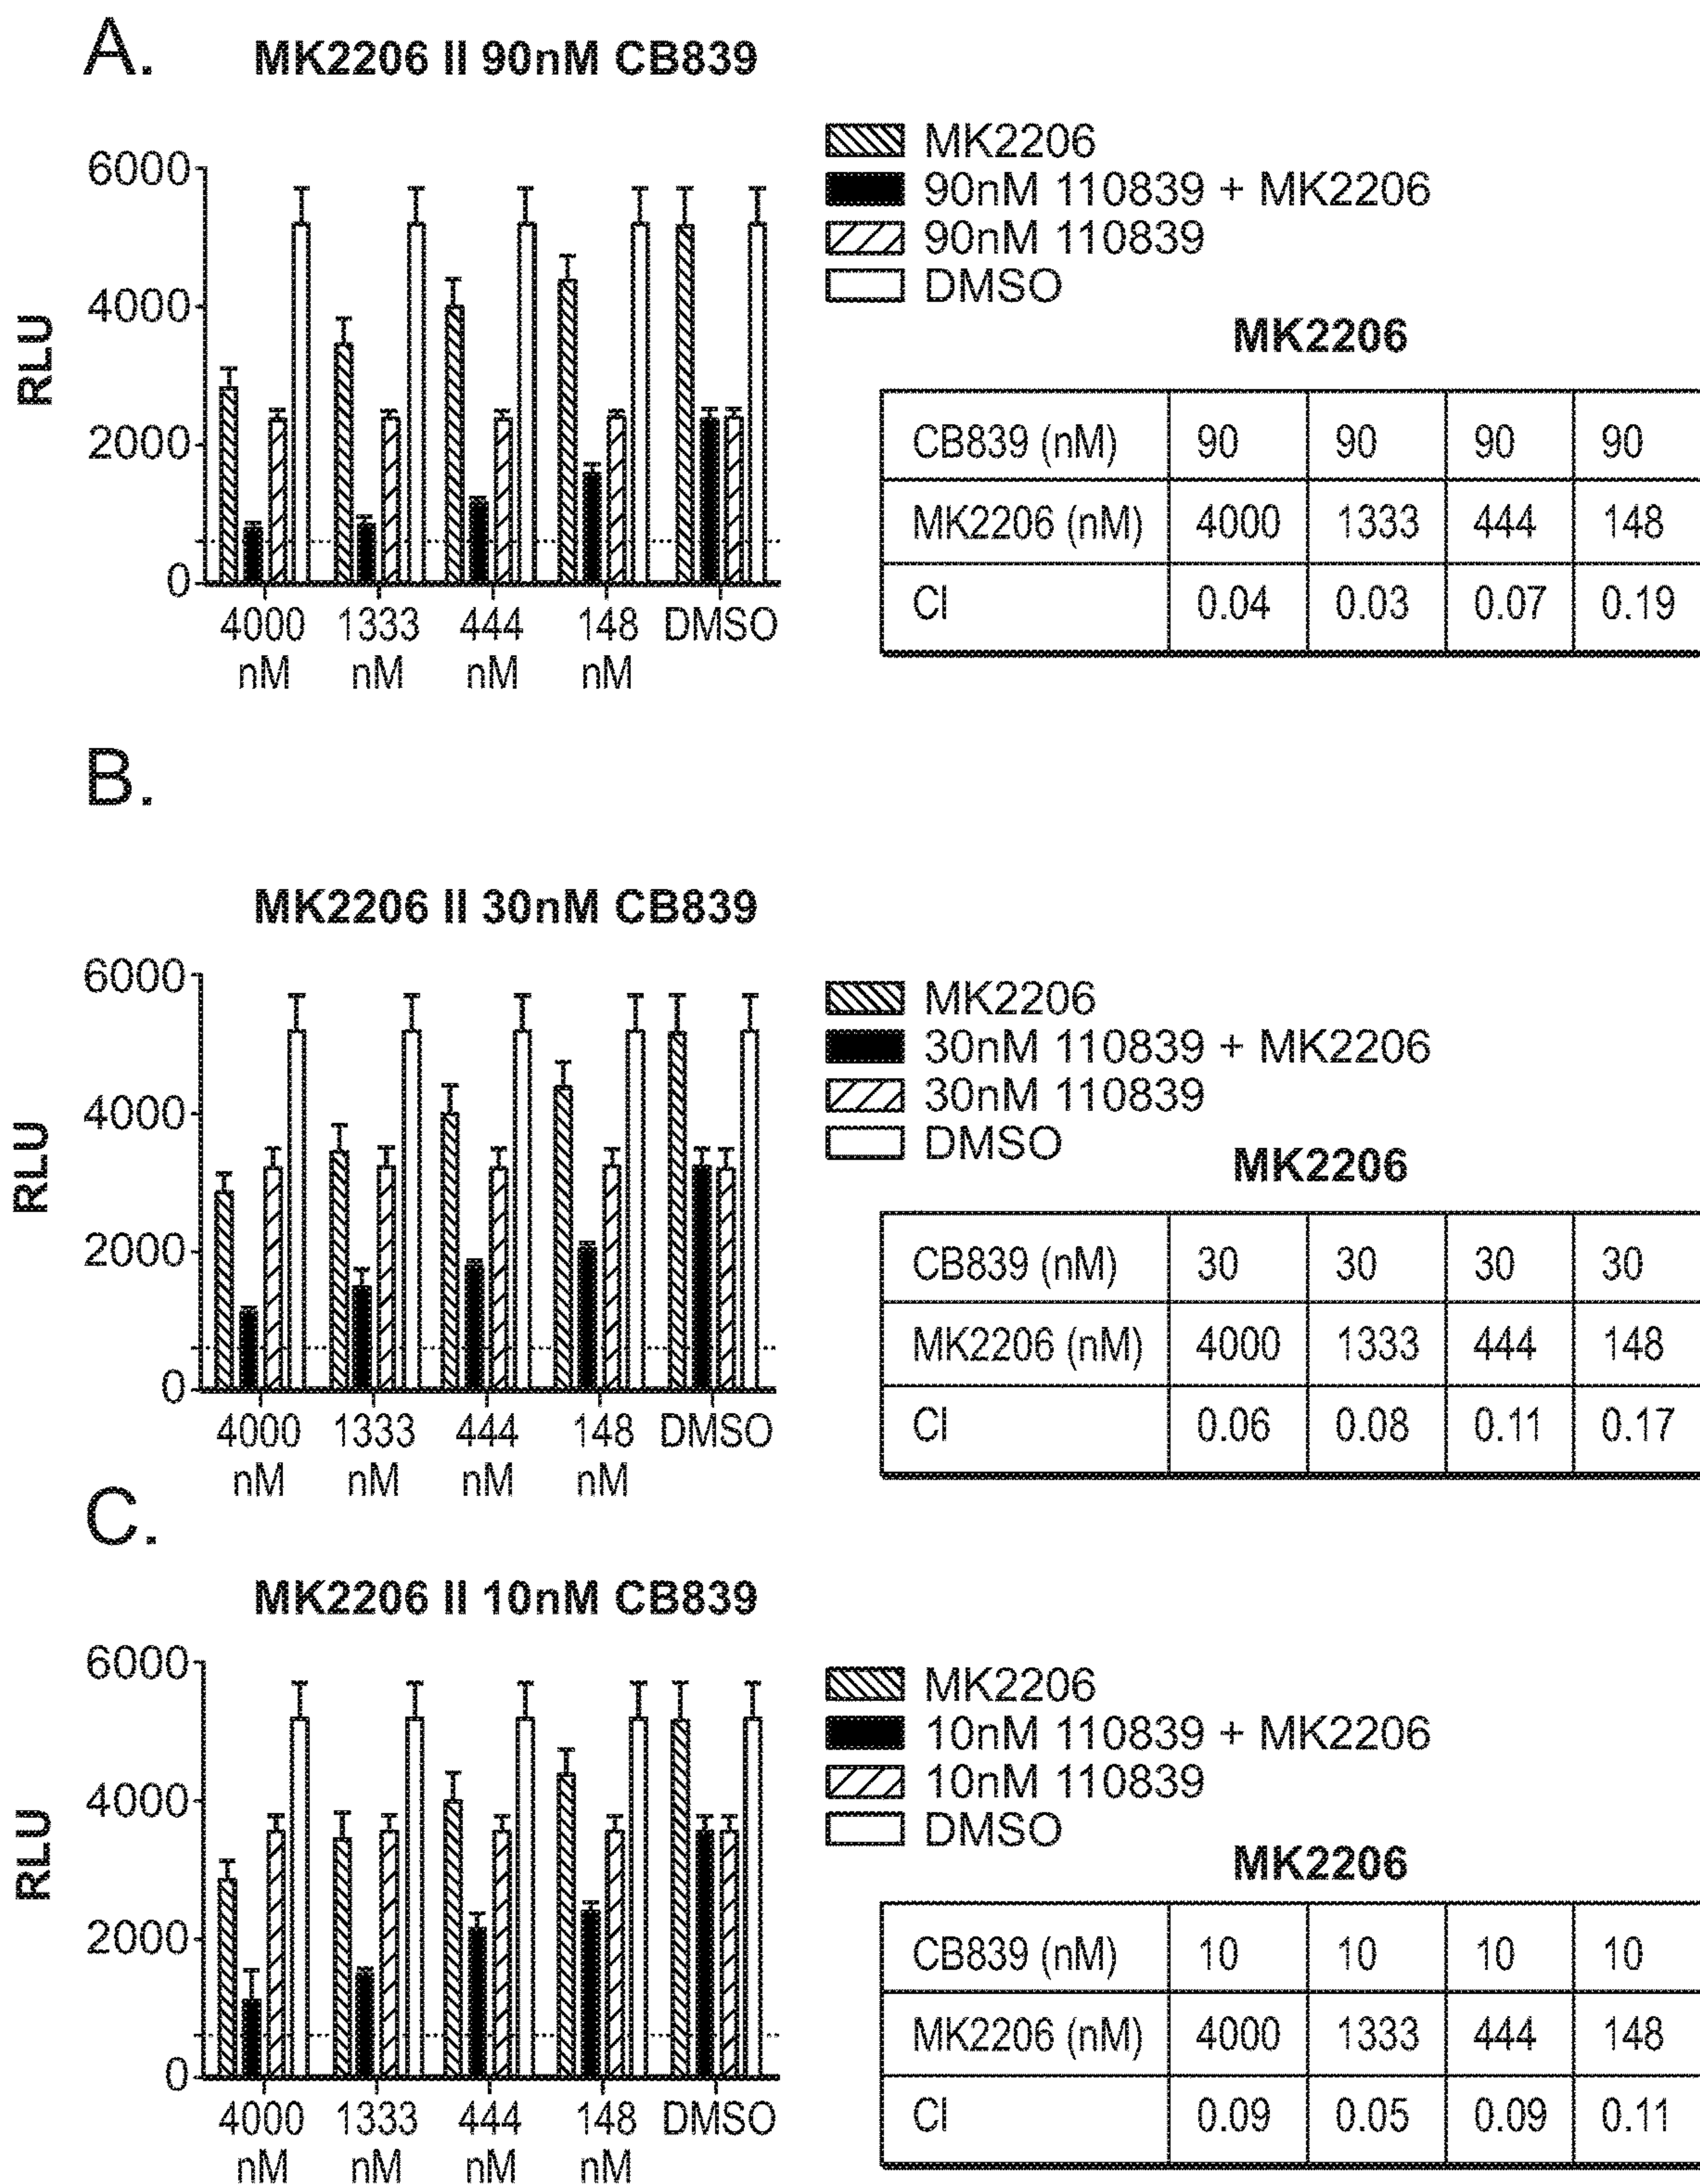 A.
MK2206 II 90nM CB839
RLU
6000
4000
2000
0
4000 nM 1333 nM 444 nM 148 nM DMSO
MK2206
90nM 110839 + MK2206
90nM 110839
DMSO
MK2206
CB839 (nM) 90 90 90 90
MK2206 (nM) 4000 1333 444 148
CI 0.04 0.03 0.07 0.19
B.
MK2206 II 30nM CB839
RLU
6000
4000
2000
0
4000 nM 1333 nM 444 nM 148 nM DMSO
MK2206
30nM 110839 + MK2206
30nM 110839
DMSO
MK2206
CB839 (nM) 30 30 30 30
MK2206 (nM) 4000 1333 444 148
CI 0.06 0.08 0.11 0.17
C.
MK2206 II 10nM CB839
RLU
6000
4000
2000
0
4000 nM 1333 nM 444 nM 148 nM DMSO
MK2206
10nM 110839 + MK2206
10nM 110839
DMSO
MK2206
CB839 (nM) 10 10 10 10
MK2206 (nM) 4000 1333 444 148
CI 0.09 0.05 0.09 0.11